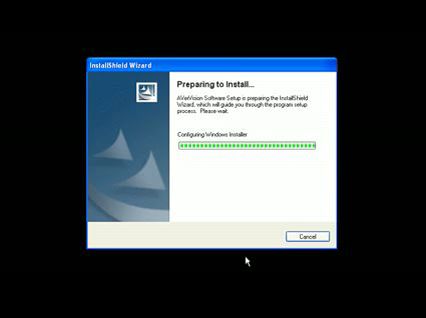 InstallShield Wizard
Preparing to Install...
AVerVision Software Setup is preparing the InstallShield
Wizard, which will guide you through the program setup
process. Please wait.
Configuring Windows Installer
Cancel